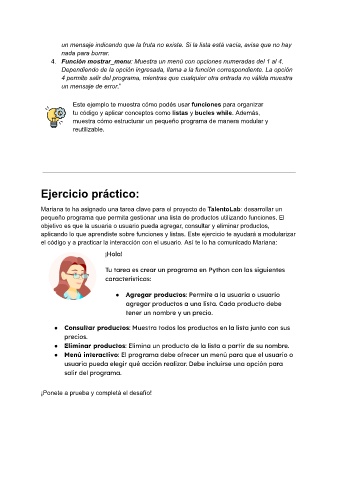 un mensaje indicando que la fruta no existe. Si la lista está vacía, avisa que no hay
nada para borrar.
4. Función mostrar_menu: Muestra un menú con opciones numeradas del 1 al 4.
Dependiendo de la opción ingresada, llama a la función correspondiente. La opción
4 permite salir del programa, mientras que cualquier otra entrada no válida muestra
un mensaje de error."
Este ejemplo te muestra cómo podés usar funciones para organizar
tu código y aplicar conceptos como listas y bucles while. Además,
muestra cómo estructurar un pequeño programa de manera modular y
reutilizable.
Ejercicio práctico:
Mariana te ha asignado una tarea clave para el proyecto de TalentoLab: desarrollar un
pequeño programa que permita gestionar una lista de productos utilizando funciones. El
objetivo es que la usuaria o usuario pueda agregar, consultar y eliminar productos,
aplicando lo que aprendiste sobre funciones y listas. Este ejercicio te ayudará a modularizar
el código y a practicar la interacción con el usuario. Así te lo ha comunicado Mariana:
¡Hola!
Tu tarea es crear un programa en Python con las siguientes
características:
● Agregar productos: Permite a la usuaria o usuario
agregar productos a una lista. Cada producto debe
tener un nombre y un precio.
● Consultar productos: Muestra todos los productos en la lista junto con sus
precios.
● Eliminar productos: Elimina un producto de la lista a partir de su nombre.
● Menú interactivo: El programa debe ofrecer un menú para que el usuario o
usuaria pueda elegir qué acción realizar. Debe incluirse una opción para
salir del programa.
¡Ponete a prueba y completá el desafío!